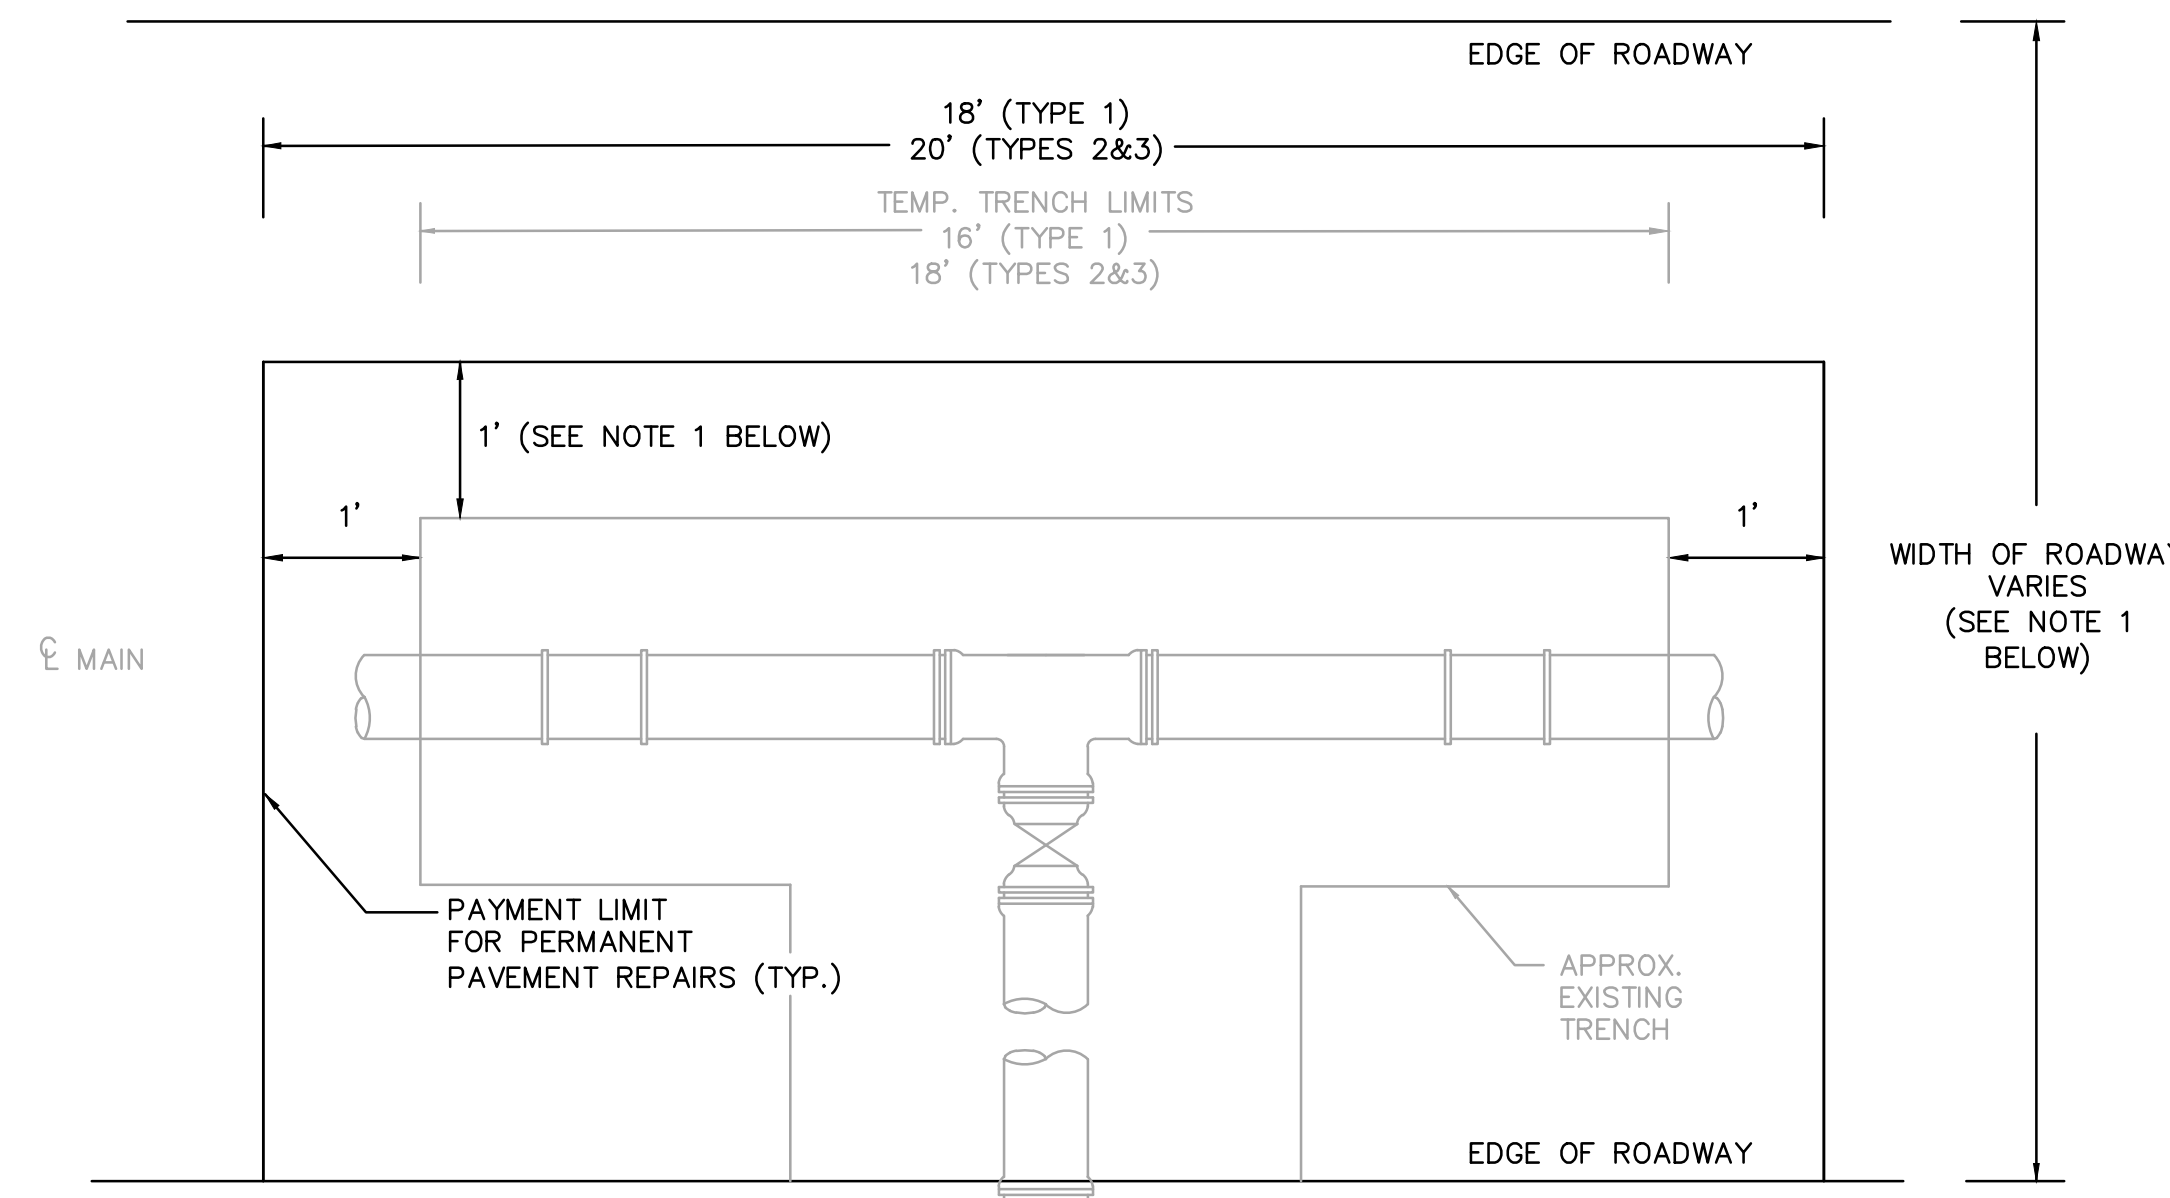 EDGE OF ROADWAY
18' (TYPE 1)
20' (TYPES 2&3)
TEMP. TRENCH LIMITS
16' (TYPE 1)
18' (TYPES 2&3)
1' (SEE NOTE 1 BELOW)
1'
1'
WIDTH OF ROADWAY
VARIES
(SEE NOTE 1
BELOW)
℄ MAIN
PAYMENT LIMIT
FOR PERMANENT
PAVEMENT REPAIRS (TYP.)
APPROX.
EXISTING
TRENCH
EDGE OF ROADWAY